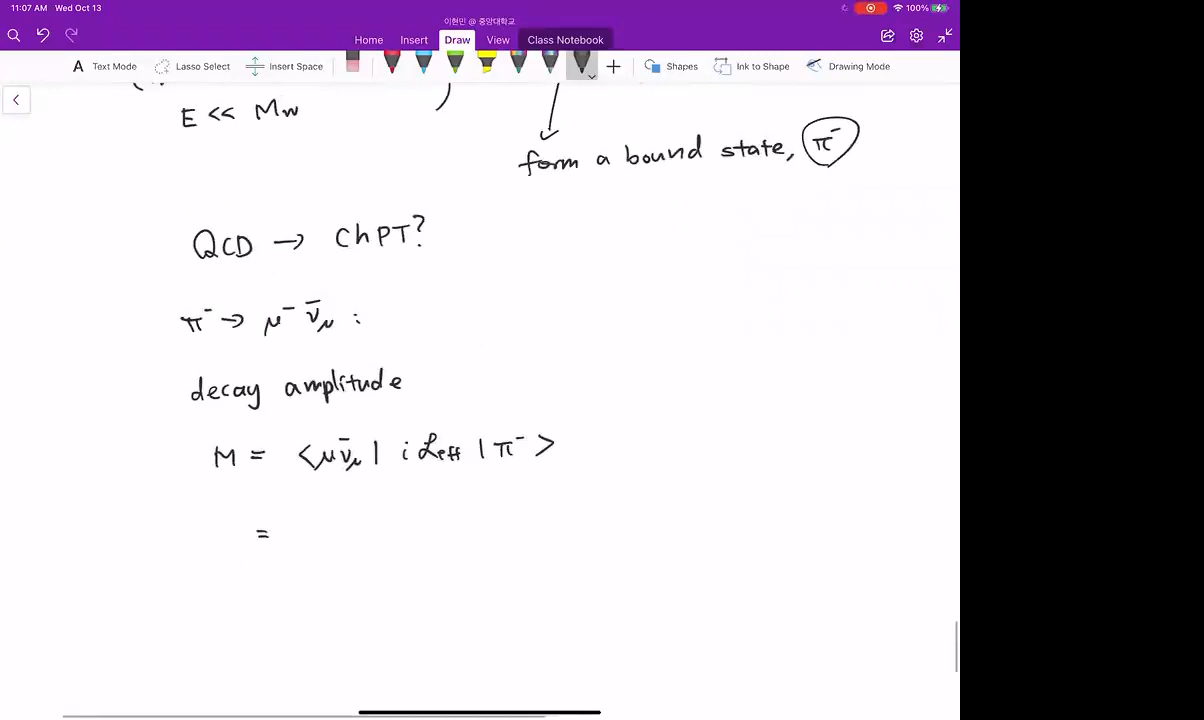 11:07 AM Wed Oct 13
100%
이현민 @ 중앙대학교
Home Insert Draw View Class Notebook
A Text Mode Lasso Select Insert Space Shapes Ink to Shape Drawing Mode
E << Mw
form a bound state, π⁻
QCD → ChPT?
π⁻ → μ⁻ ν̄μ :
decay amplitude
M = <μν̄μ| i ℒeff |π⁻>
=